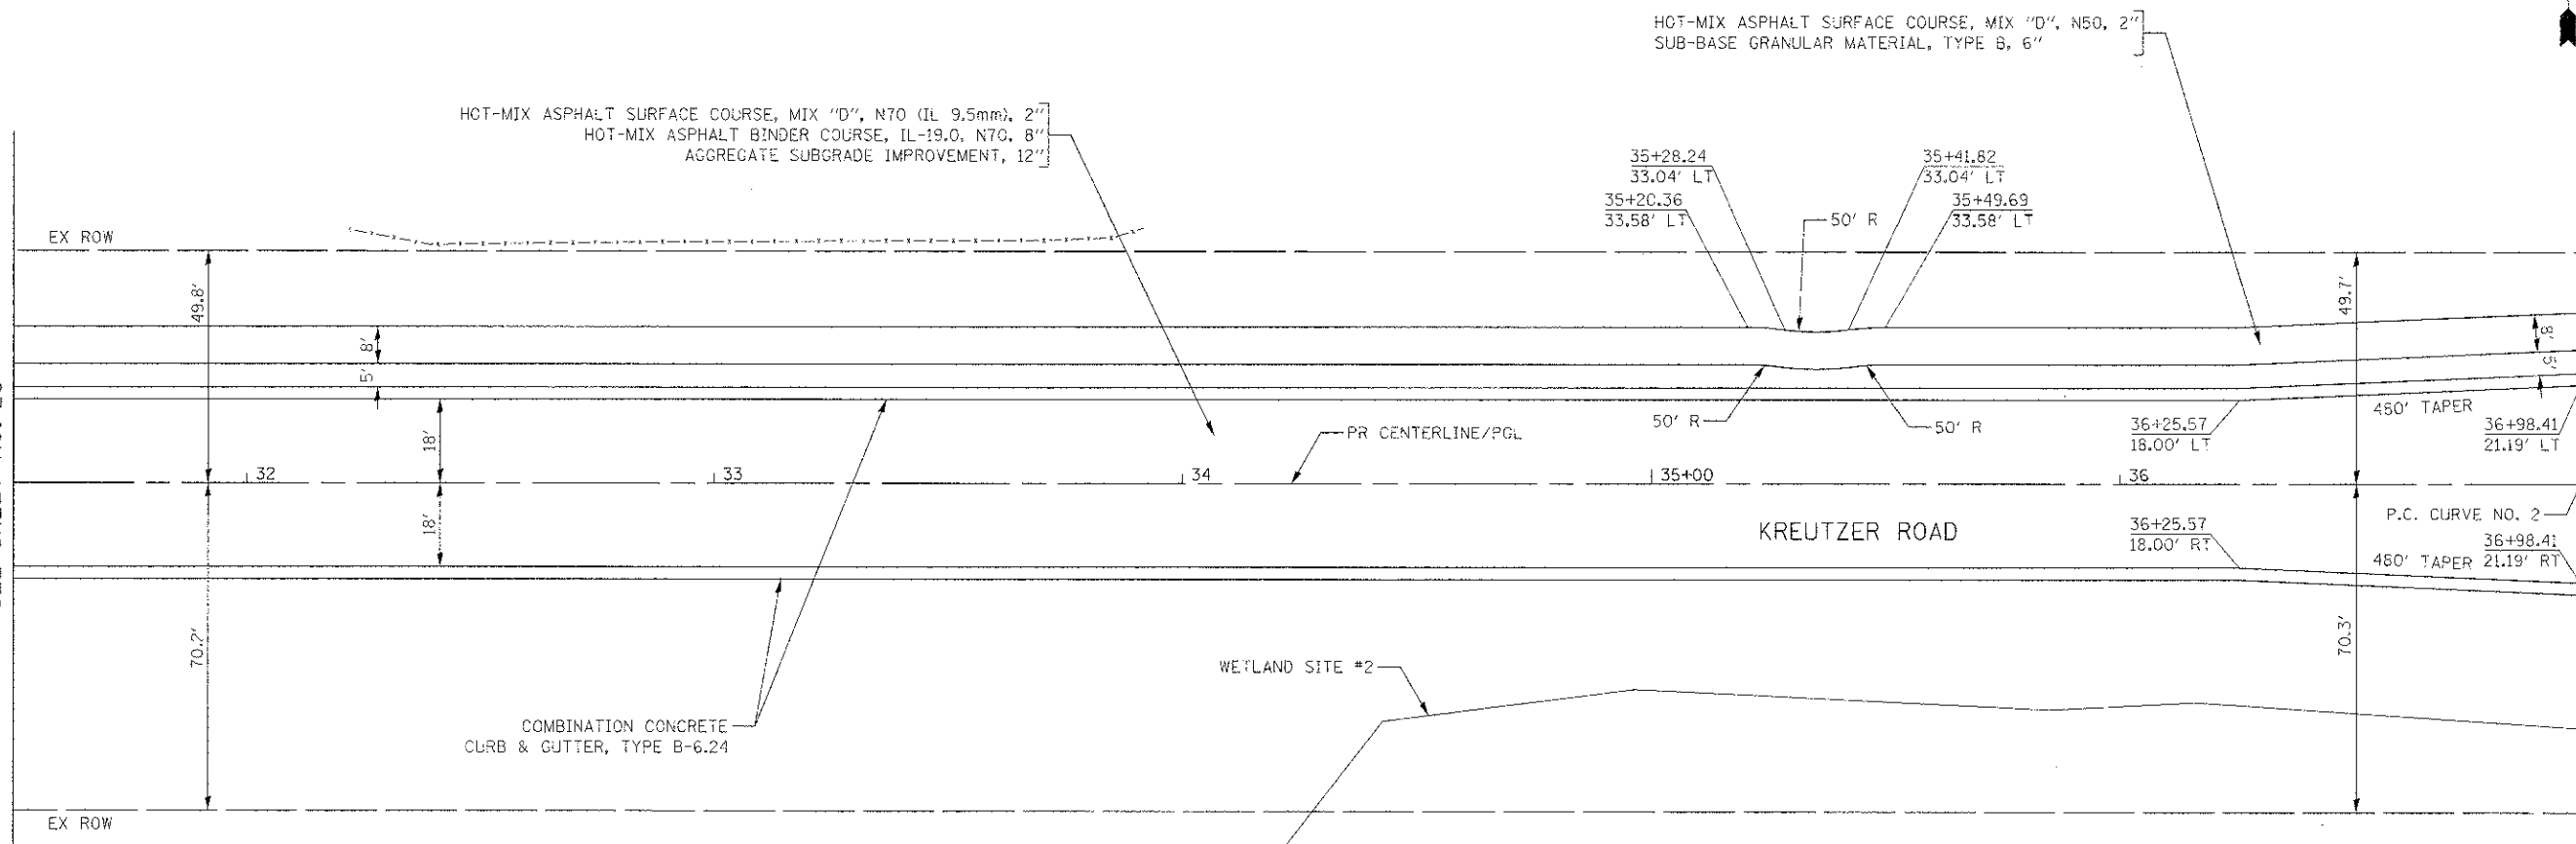 HOT-MIX ASPHALT SURFACE COURSE, MIX "D", N50, 2"
SUB-BASE GRANULAR MATERIAL, TYPE B, 6"
HOT-MIX ASPHALT SURFACE COURSE, MIX "D", N70 (IL 9.5mm), 2"
HOT-MIX ASPHALT BINDER COURSE, IL-19.0, N70, 8"
AGGREGATE SUBGRADE IMPROVEMENT, 12"
35+28.24
33.04' LT
35+41.82
33.04' LT
35+20.36
33.58' LT
35+49.69
33.58' LT
50' R
EX ROW
49.8'
49.7'
8'
5'
8'
5'
18'
50' R
50' R
PR CENTERLINE/PGL
36+25.57
18.00' LT
480' TAPER
36+98.41
21.19' LT
32
33
34
35+00
36
18'
KREUTZER ROAD
36+25.57
18.00' RT
P.C. CURVE NO. 2
36+98.41
480' TAPER 21.19' RT
70.2'
70.3'
WETLAND SITE #2
COMBINATION CONCRETE
CURB & GUTTER, TYPE B-6.24
EX ROW